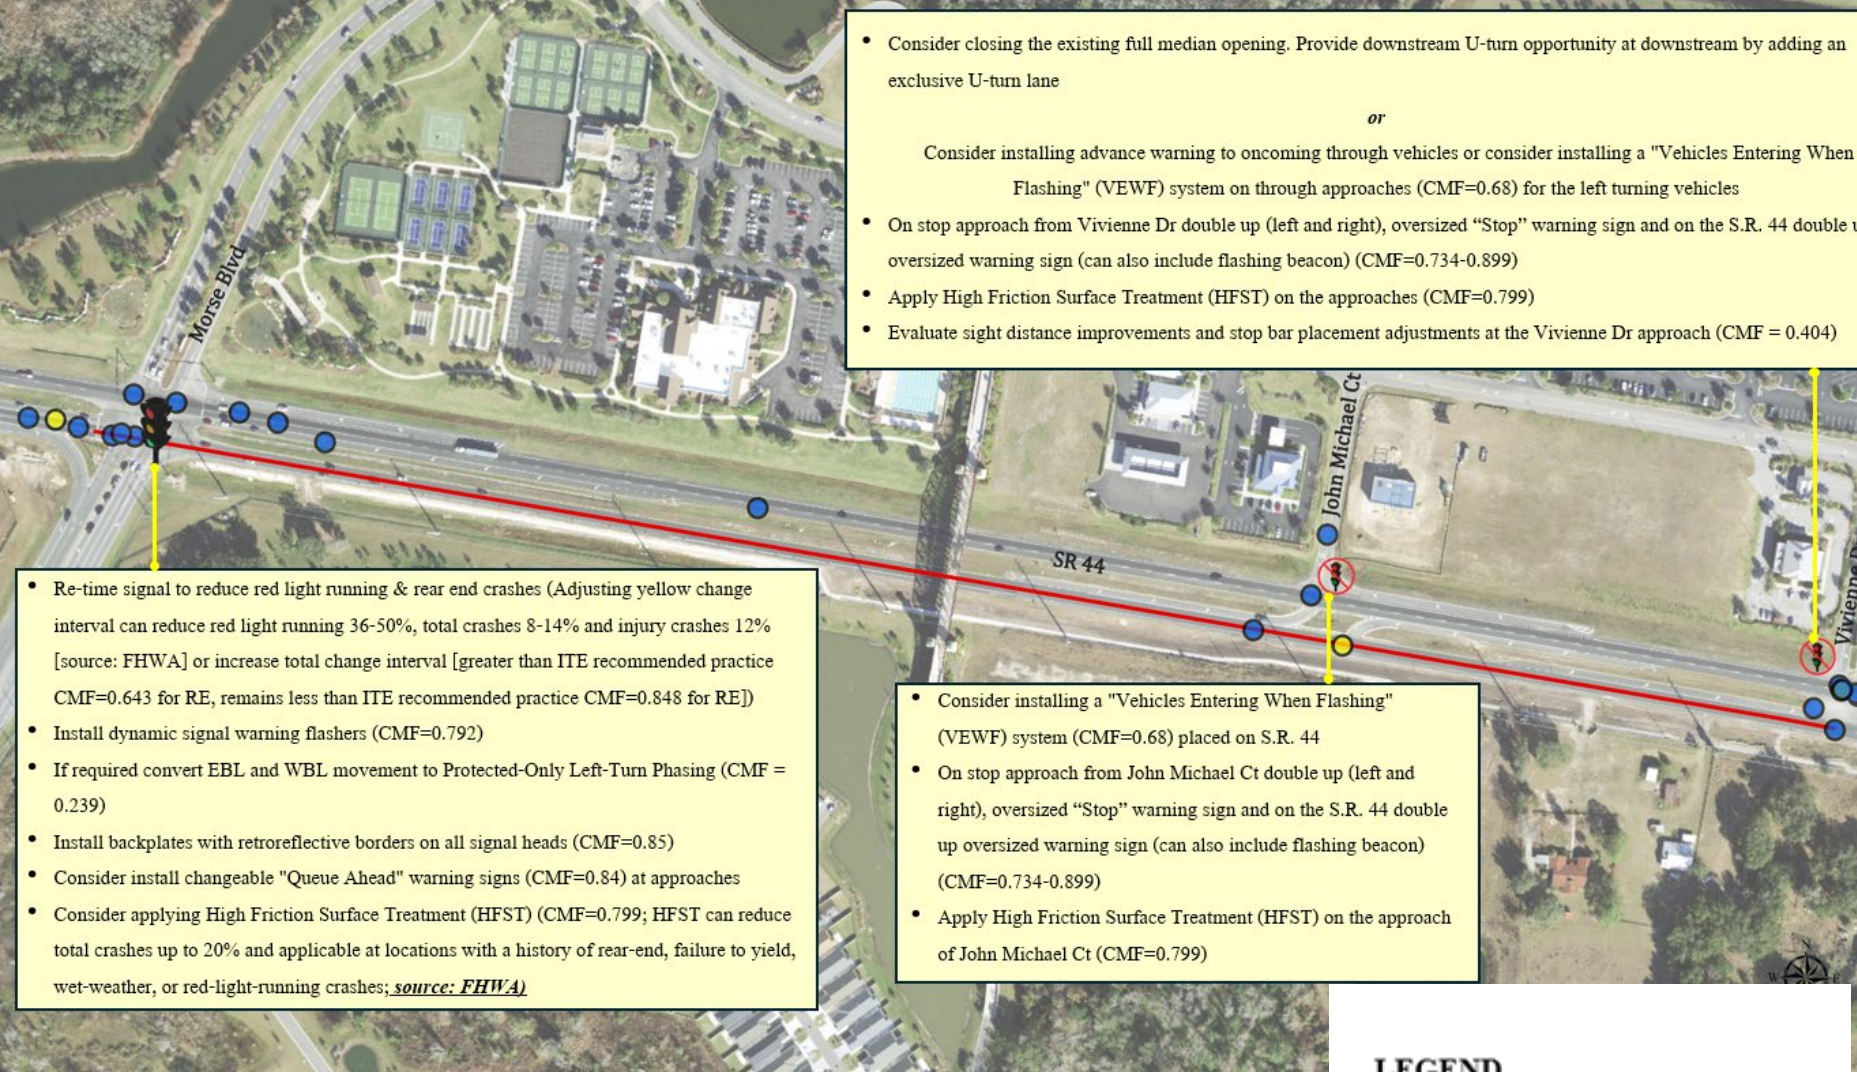 • Consider closing the existing full median opening. Provide downstream U-turn opportunity at downstream by adding an
exclusive U-turn lane
or
Consider installing advance warning to oncoming through vehicles or consider installing a "Vehicles Entering When
Flashing" (VEWF) system on through approaches (CMF=0.68) for the left turning vehicles
• On stop approach from Vivienne Dr double up (left and right), oversized “Stop” warning sign and on the S.R. 44 double
oversized warning sign (can also include flashing beacon) (CMF=0.734-0.899)
• Apply High Friction Surface Treatment (HFST) on the approaches (CMF=0.799)
• Evaluate sight distance improvements and stop bar placement adjustments at the Vivienne Dr approach (CMF = 0.404)
Morse Blvd
John Michael Ct
SR 44
Vivienne
• Re-time signal to reduce red light running & rear end crashes (Adjusting yellow change
interval can reduce red light running 36-50%, total crashes 8-14% and injury crashes 12%
[source: FHWA] or increase total change interval [greater than ITE recommended practice
CMF=0.643 for RE, remains less than ITE recommended practice CMF=0.848 for RE])
• Install dynamic signal warning flashers (CMF=0.792)
• If required convert EBL and WBL movement to Protected-Only Left-Turn Phasing (CMF =
0.239)
• Install backplates with retroreflective borders on all signal heads (CMF=0.85)
• Consider install changeable "Queue Ahead" warning signs (CMF=0.84) at approaches
• Consider applying High Friction Surface Treatment (HFST) (CMF=0.799; HFST can reduce
total crashes up to 20% and applicable at locations with a history of rear-end, failure to yield,
wet-weather, or red-light-running crashes; source: FHWA)
• Consider installing a "Vehicles Entering When Flashing"
(VEWF) system (CMF=0.68) placed on S.R. 44
• On stop approach from John Michael Ct double up (left and
right), oversized “Stop” warning sign and on the S.R. 44 double
up oversized warning sign (can also include flashing beacon)
(CMF=0.734-0.899)
• Apply High Friction Surface Treatment (HFST) on the approach
of John Michael Ct (CMF=0.799)
N
W E
LEGEND